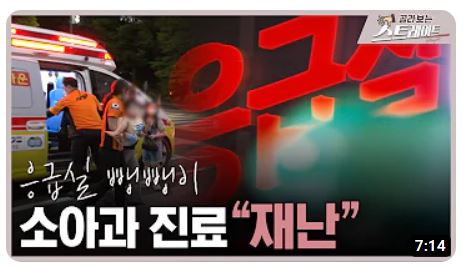 골라보는
스트레이트
응급실
응급실 뺑뺑이
소아과 진료 “재난”
7:14